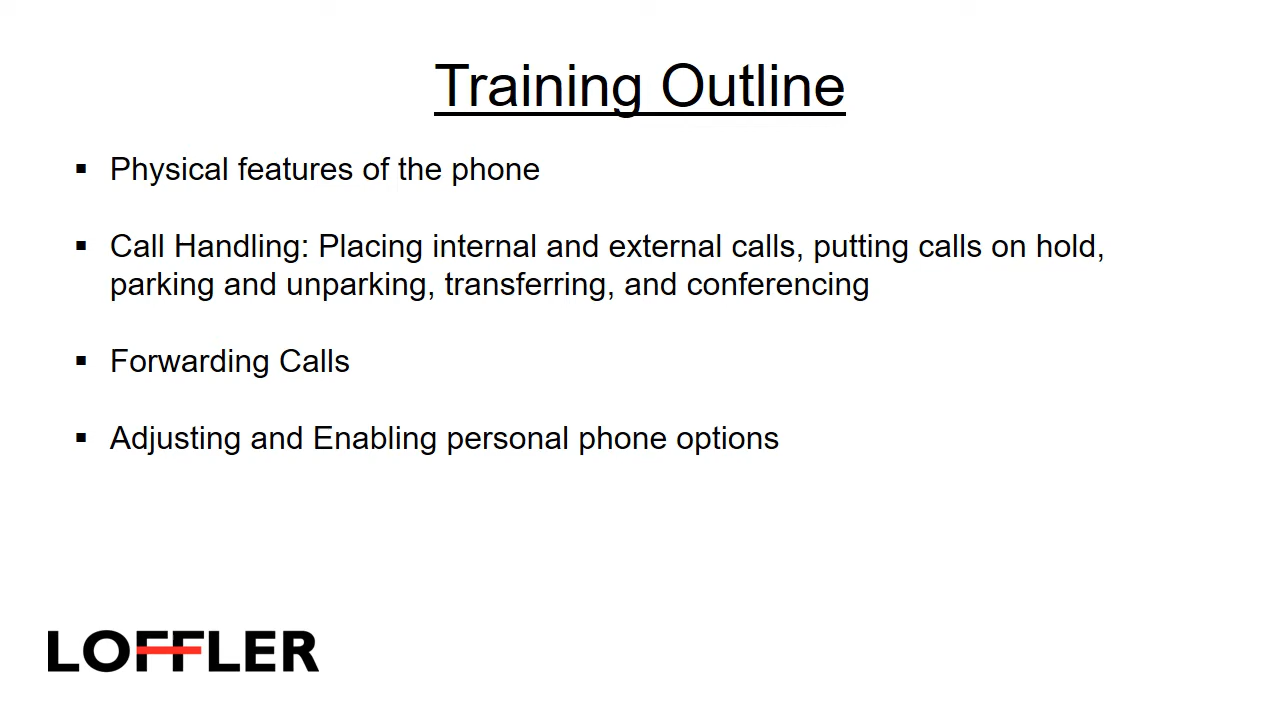 Training Outline
▪ Physical features of the phone
▪ Call Handling: Placing internal and external calls, putting calls on hold,
parking and unparking, transferring, and conferencing
▪ Forwarding Calls
▪ Adjusting and Enabling personal phone options
LOFFLER